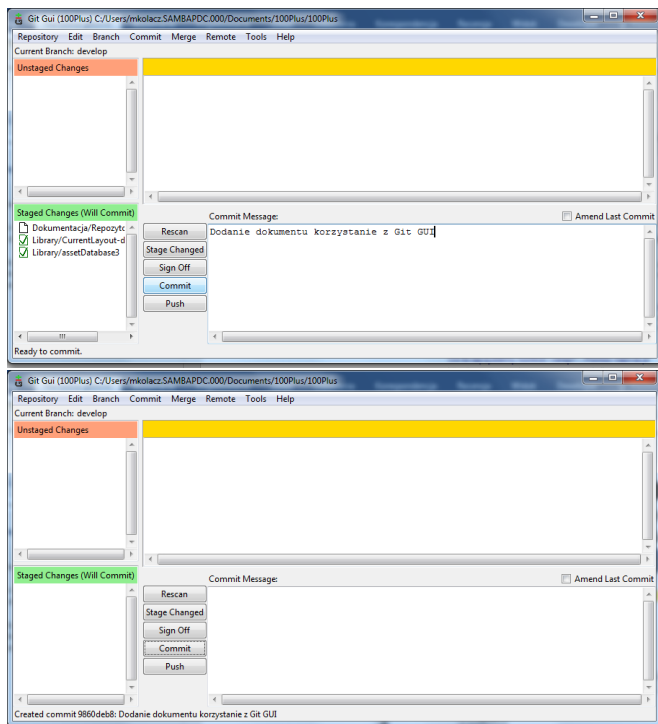 Git Gui (100Plus) C:/Users/mkolacz.SAMBAPDC.000/Documents/100Plus/100Plus
Repository Edit Branch Commit Merge Remote Tools Help
Current Branch: develop
Unstaged Changes
Staged Changes (Will Commit)
Dokumentacja/Repozytc
Library/CurrentLayout-d
Library/assetDatabase3
Commit Message:
Amend Last Commit
Rescan
Stage Changed
Sign Off
Commit
Push
Dodanie dokumentu korzystanie z Git GUI
Ready to commit.
Git Gui (100Plus) C:/Users/mkolacz.SAMBAPDC.000/Documents/100Plus/100Plus
Repository Edit Branch Commit Merge Remote Tools Help
Current Branch: develop
Unstaged Changes
Staged Changes (Will Commit)
Commit Message:
Amend Last Commit
Rescan
Stage Changed
Sign Off
Commit
Push
Created commit 9860deb8: Dodanie dokumentu korzystanie z Git GUI